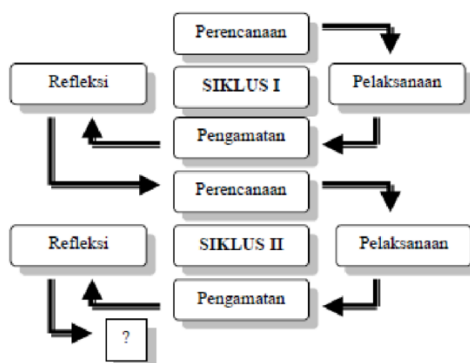 Perencanaan
Refleksi
SIKLUS I
Pelaksanaan
Pengamatan
Perencanaan
Refleksi
SIKLUS II
Pelaksanaan
Pengamatan
?